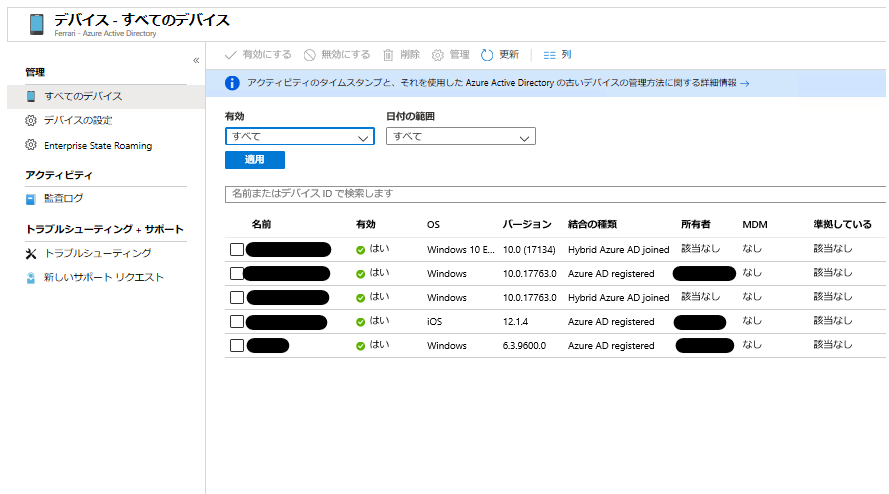 デバイス - すべてのデバイス
Ferrari - Azure Active Directory
«
管理
すべてのデバイス
デバイスの設定
Enterprise State Roaming
アクティビティ
監査ログ
トラブルシューティング + サポート
トラブルシューティング
新しいサポート リクエスト
有効にする 無効にする 削除 管理 更新 列
アクティビティのタイムスタンプと、それを使用した Azure Active Directory の古いデバイスの管理方法に関する詳細情報 →
有効 日付の範囲
すべて すべて
適用
名前またはデバイス ID で検索します
名前 有効 OS バージョン 結合の種類 所有者 MDM 準拠している
はい Windows 10 E... 10.0 (17134) Hybrid Azure AD joined 該当なし なし 該当なし
はい Windows 10.0.17763.0 Azure AD registered なし 該当なし
はい Windows 10.0.17763.0 Hybrid Azure AD joined 該当なし なし 該当なし
はい iOS 12.1.4 Azure AD registered なし 該当なし
はい Windows 6.3.9600.0 Azure AD registered なし 該当なし